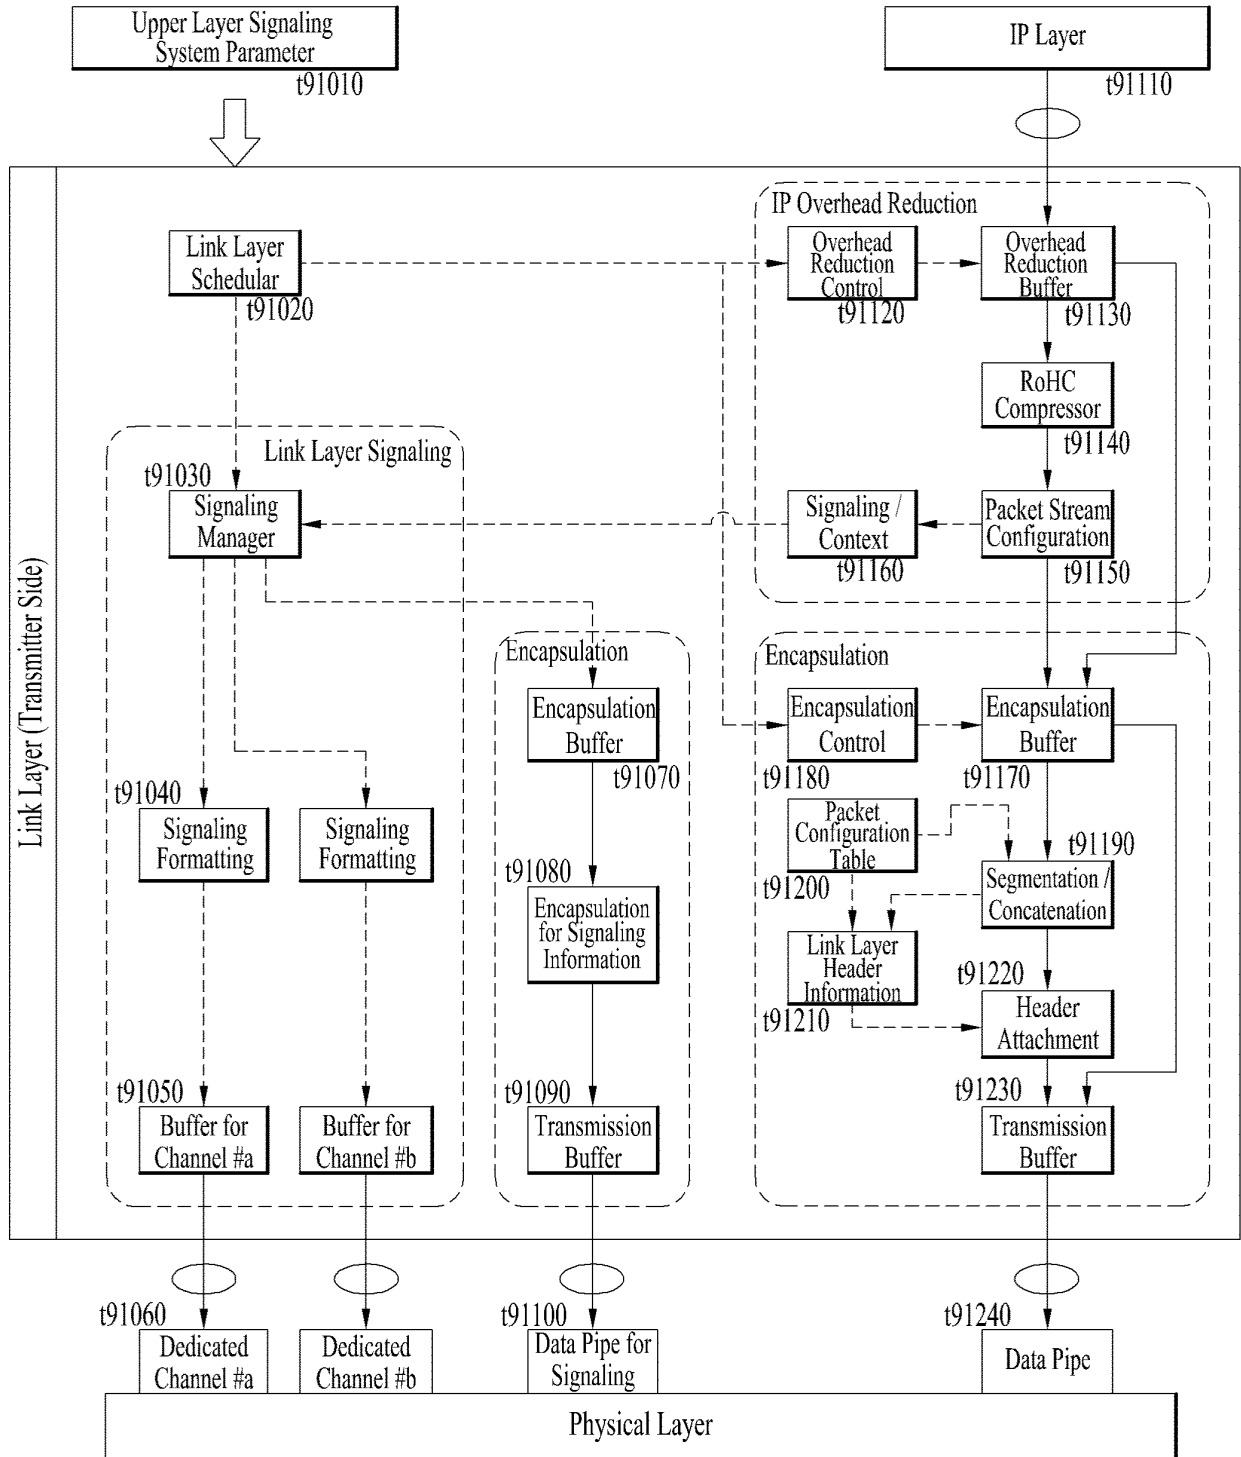 Upper Layer Signaling
System Parameter
t91010
IP Layer
t91110
Link Layer (Transmitter Side)
IP Overhead Reduction
Link Layer
Schedular
t91020
Overhead
Reduction
Control
t91120
Overhead
Reduction
Buffer
t91130
RoHC
Compressor
t91140
Link Layer Signaling
t91030
Signaling
Manager
Signaling /
Context
t91160
Packet Stream
Configuration
t91150
Encapsulation
Encapsulation
Buffer
t91070
Encapsulation
Encapsulation
Control
t91180
Encapsulation
Buffer
t91170
t91040
Signaling
Formatting
Signaling
Formatting
Packet
Configuration
Table
t91200
t91190
Segmentation /
Concatenation
t91080
Encapsulation
for Signaling
Information
Link Layer
Header
Information
t91210
t91220
Header
Attachment
t91050
Buffer for
Channel #a
Buffer for
Channel #b
t91090
Transmission
Buffer
t91230
Transmission
Buffer
t91060
Dedicated
Channel #a
Dedicated
Channel #b
t91100
Data Pipe for
Signaling
t91240
Data Pipe
Physical Layer